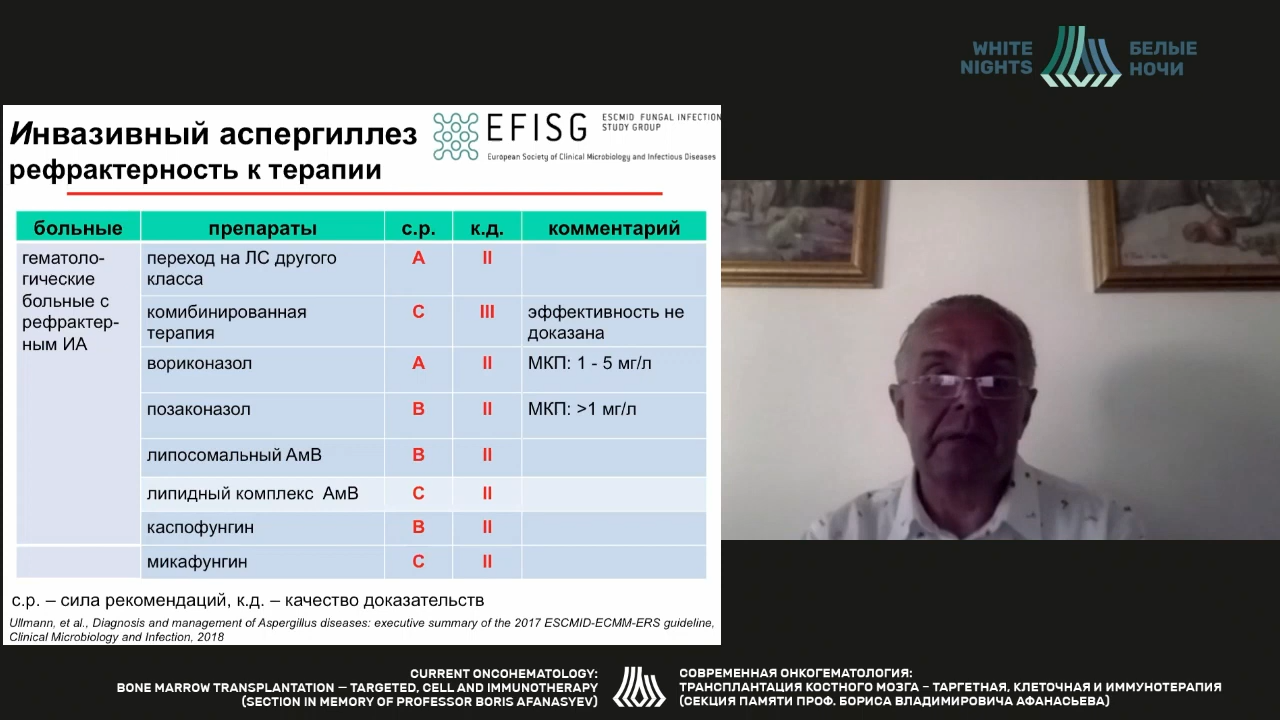 WHITE
NIGHTS
БЕЛЫЕ
НОЧИ
Инвазивный аспергиллез
рефрактерность к терапии
EFISG
ESCMID FUNGAL INFECTION
STUDY GROUP
European Society of Clinical Microbiology and Infectious Diseases
больные препараты с.р. к.д. комментарий
гематоло-
гические
больные с
рефрактер-
ным ИА
переход на ЛС другого
класса
A II
комбинированная
терапия
C III
эффективность не
доказана
вориконазол A II МКП: 1 - 5 мг/л
позаконазол B II МКП: >1 мг/л
липосомальный АмВ B II
липидный комплекс АмВ C II
каспофунгин B II
микафунгин C II
с.р. – сила рекомендаций, к.д. – качество доказательств
Ullmann, et al., Diagnosis and management of Aspergillus diseases: executive summary of the 2017 ESCMID-ECMM-ERS guideline,
Clinical Microbiology and Infection, 2018
CURRENT ONCOHEMATOLOGY:
BONE MARROW TRANSPLANTATION – TARGETED, CELL AND IMMUNOTHERAPY
(SECTION IN MEMORY OF PROFESSOR BORIS AFANASYEV)
СОВРЕМЕННАЯ ОНКОГЕМАТОЛОГИЯ:
ТРАНСПЛАНТАЦИЯ КОСТНОГО МОЗГА – ТАРГЕТНАЯ, КЛЕТОЧНАЯ И ИММУНОТЕРАПИЯ
(СЕКЦИЯ ПАМЯТИ ПРОФ. БОРИСА ВЛАДИМИРОВИЧА АФАНАСЬЕВА)